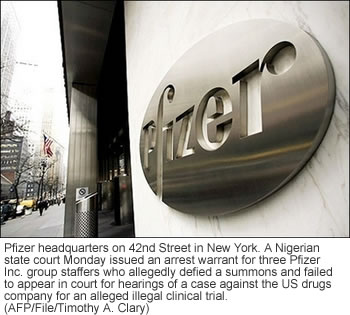 Pfizer
Pfizer headquarters on 42nd Street in New York. A Nigerian
state court Monday issued an arrest warrant for three Pfizer
Inc. group staffers who allegedly defied a summons and failed
to appear in court for hearings of a case against the US drugs
company for an alleged illegal clinical trial.
(AFP/File/Timothy A. Clary)